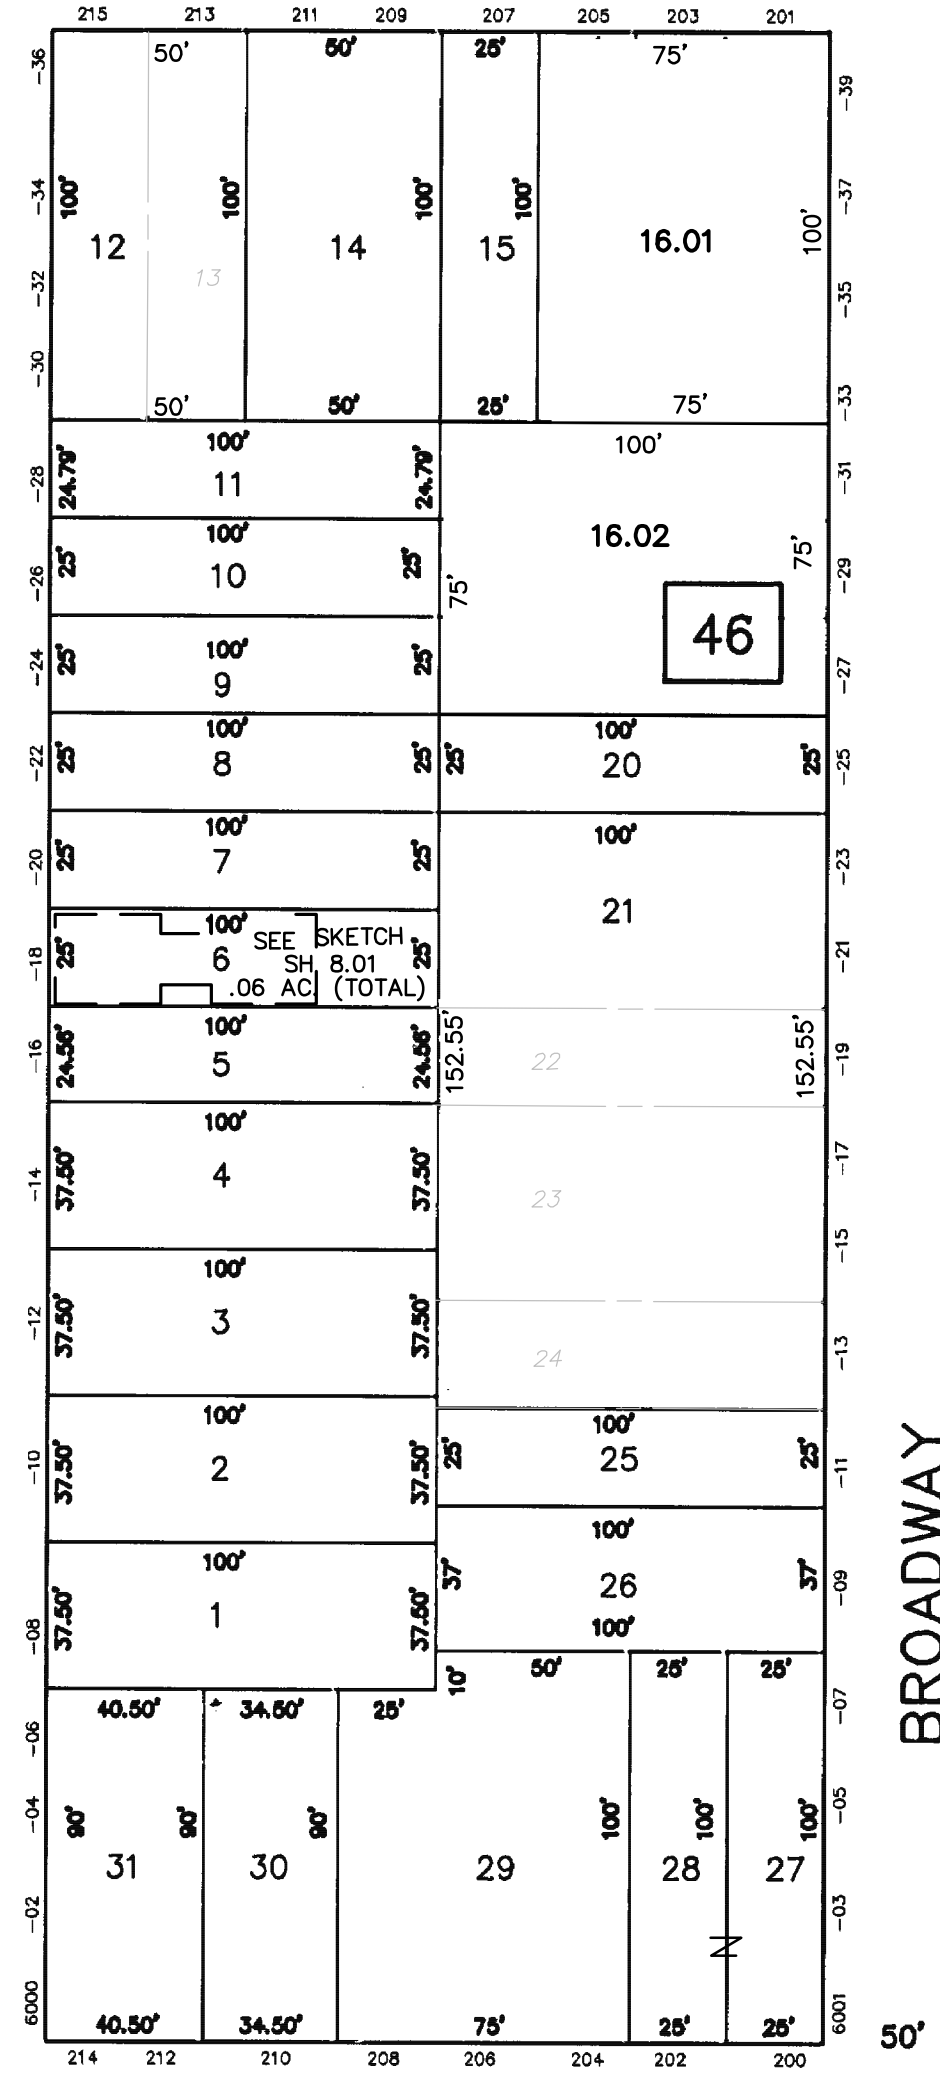 215 213 211 209 207 205 203 201
50' 50' 25' 75'
-36 -39
-34 100' 100' 100' 100' -37
12 14 15 16.01 100'
13
-32 -35
-30 -33
50' 50' 25' 75'
100' 100'
-28 24.79' 11 24.79' -31
100' 16.02
-26 25' 10 25' 75' 75' -29
46
100'
-24 25' 9 25' -27
100' 100'
-22 25' 8 25' 25' 20 25' -25
100' 100'
-20 25' 7 25' -23
21
100'
SEE SKETCH
-18 25' 6 25' -21
SH 8.01
.06 AC. (TOTAL)
100'
-16 24.56' 5 24.56' 152.55' 22 152.55' -19
100'
-14 37.50' 4 37.50' 23 -17
-15
100'
-12 37.50' 3 37.50' 24 -13
100' 100'
-10 37.50' 2 37.50' 25' 25 25' -11
100' 100'
37' 26 37' -09
-08 37.50' 1 37.50' 100'
BROADWAY
10' 50' 25' 25'
40.50' 34.50' 25' -07
-06
-04 90' 90' 90' 100' 100' 100' -05
31 30 29 28 27
-02 -03
Z
6000 6001
40.50' 34.50' 75' 25' 25' 50'
214 212 210 208 206 204 202 200